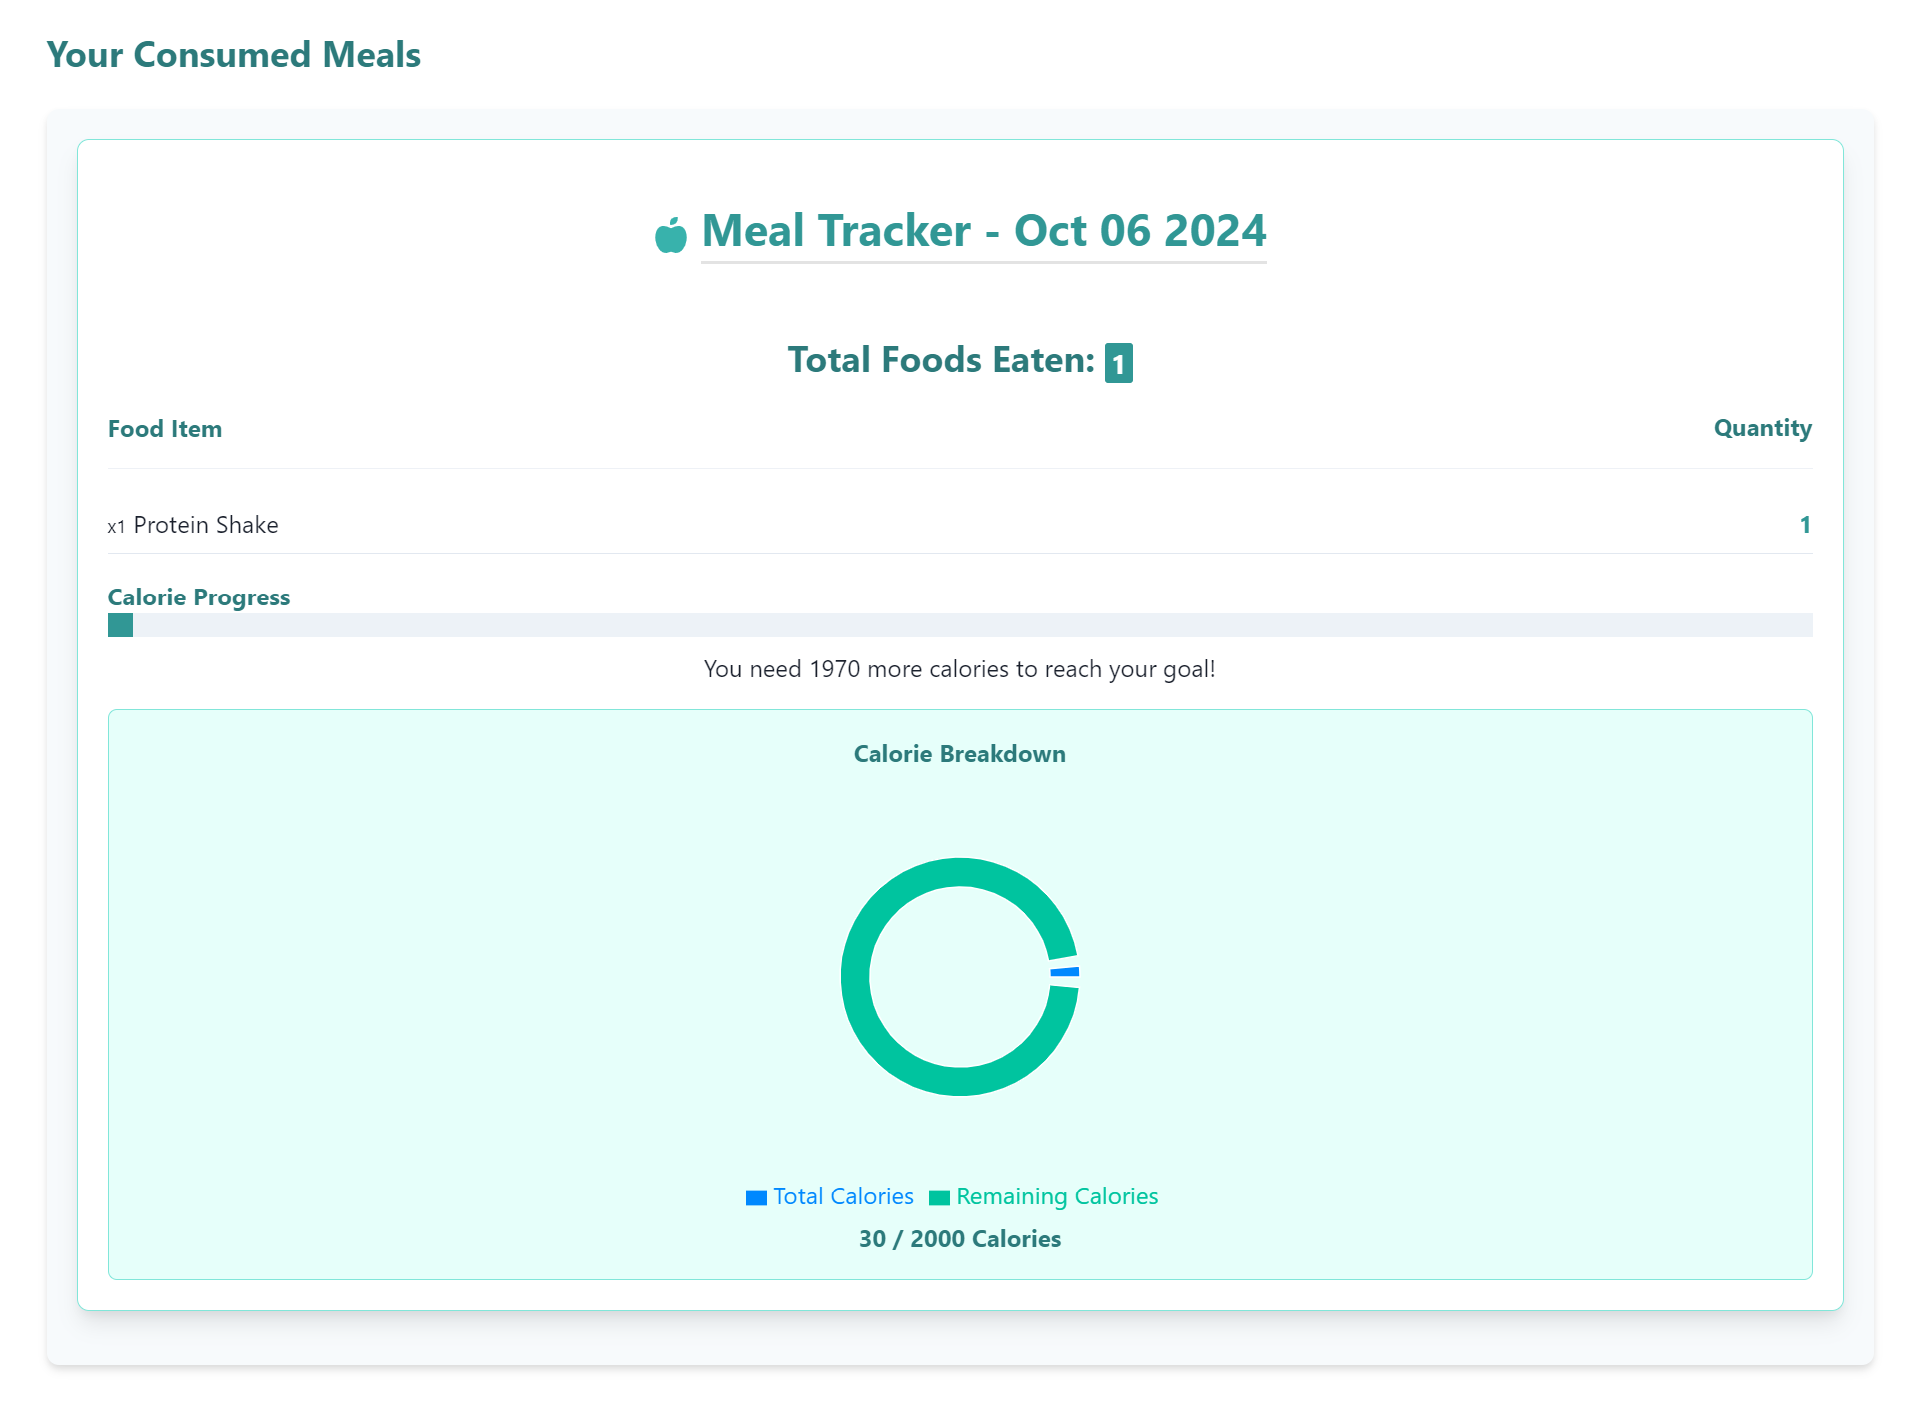 Your Consumed Meals
Meal Tracker - Oct 06 2024
Total Foods Eaten: 1
Food Item Quantity
x1 Protein Shake 1
Calorie Progress
You need 1970 more calories to reach your goal!
Calorie Breakdown
Total Calories Remaining Calories
30 / 2000 Calories